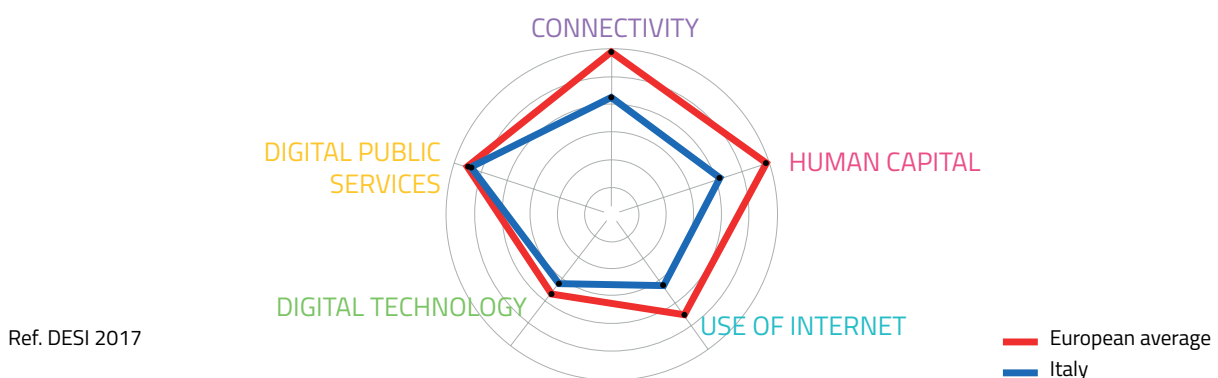 CONNECTIVITY
DIGITAL PUBLIC
SERVICES
HUMAN CAPITAL
DIGITAL TECHNOLOGY
USE OF INTERNET
Ref. DESI 2017
European average
Italy